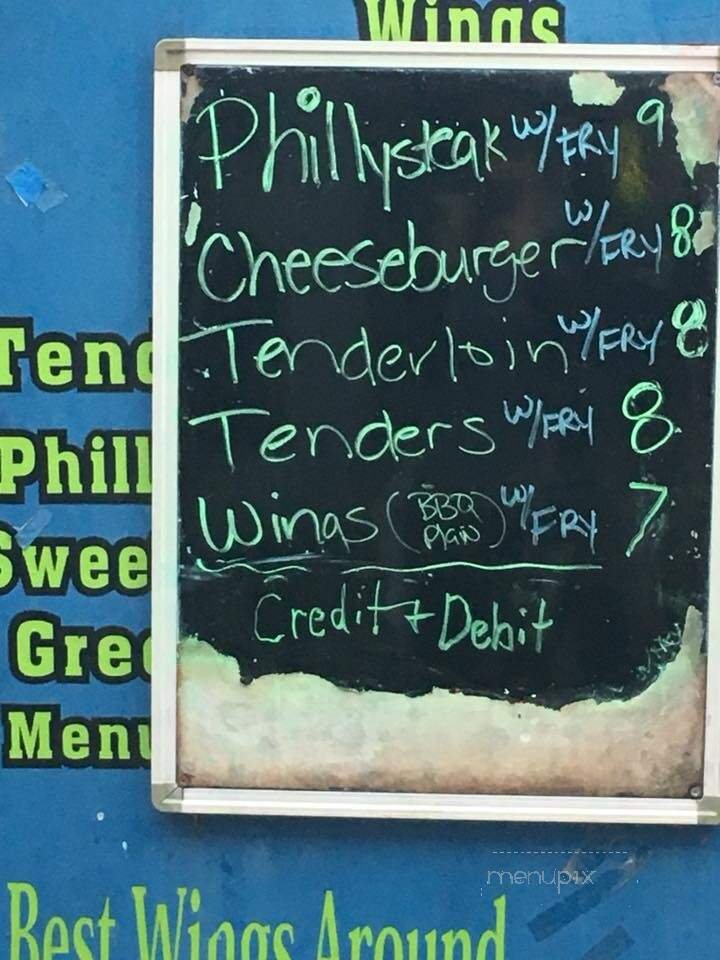 Wings
Phillysteak w/FRY 9
Cheeseburger w/FRY 8
Tenderloin w/FRY 8
Tenders w/FRY 8
Wings (BBQ Plain) w/FRY 7
Credit + Debit
Tend
Phill
Swee
Gree
Menu
Best Wings Around
menupix